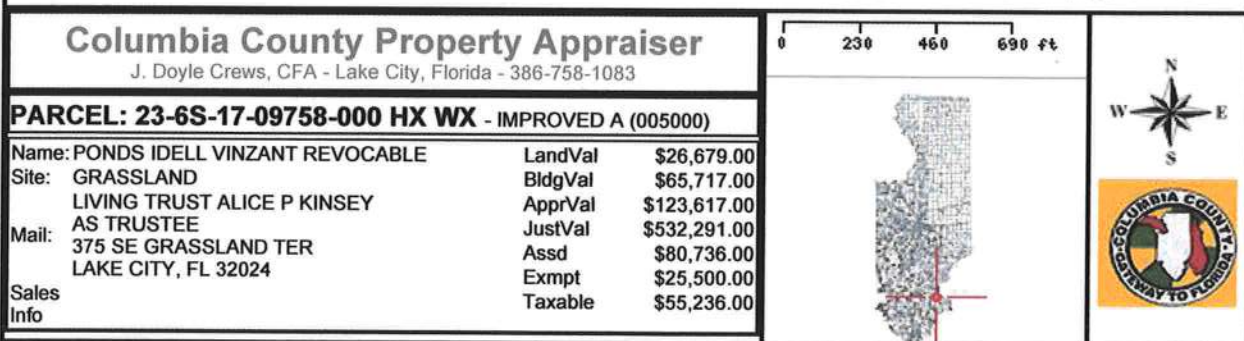 Columbia County Property Appraiser
J. Doyle Crews, CFA - Lake City, Florida - 386-758-1083
PARCEL: 23-6S-17-09758-000 HX WX - IMPROVED A (005000)
Name: PONDS IDELL VINZANT REVOCABLE
Site: GRASSLAND
Mail: LIVING TRUST ALICE P KINSEY
AS TRUSTEE
375 SE GRASSLAND TER
LAKE CITY, FL 32024
Sales
Info
LandVal $26,679.00
BldgVal $65,717.00
ApprVal $123,617.00
JustVal $532,291.00
Assd $80,736.00
Exmpt $25,500.00
Taxable $55,236.00
0 230 460 690 ft
N
W E
S
COLUMBIA COUNTY
GATEWAY TO FLORIDA